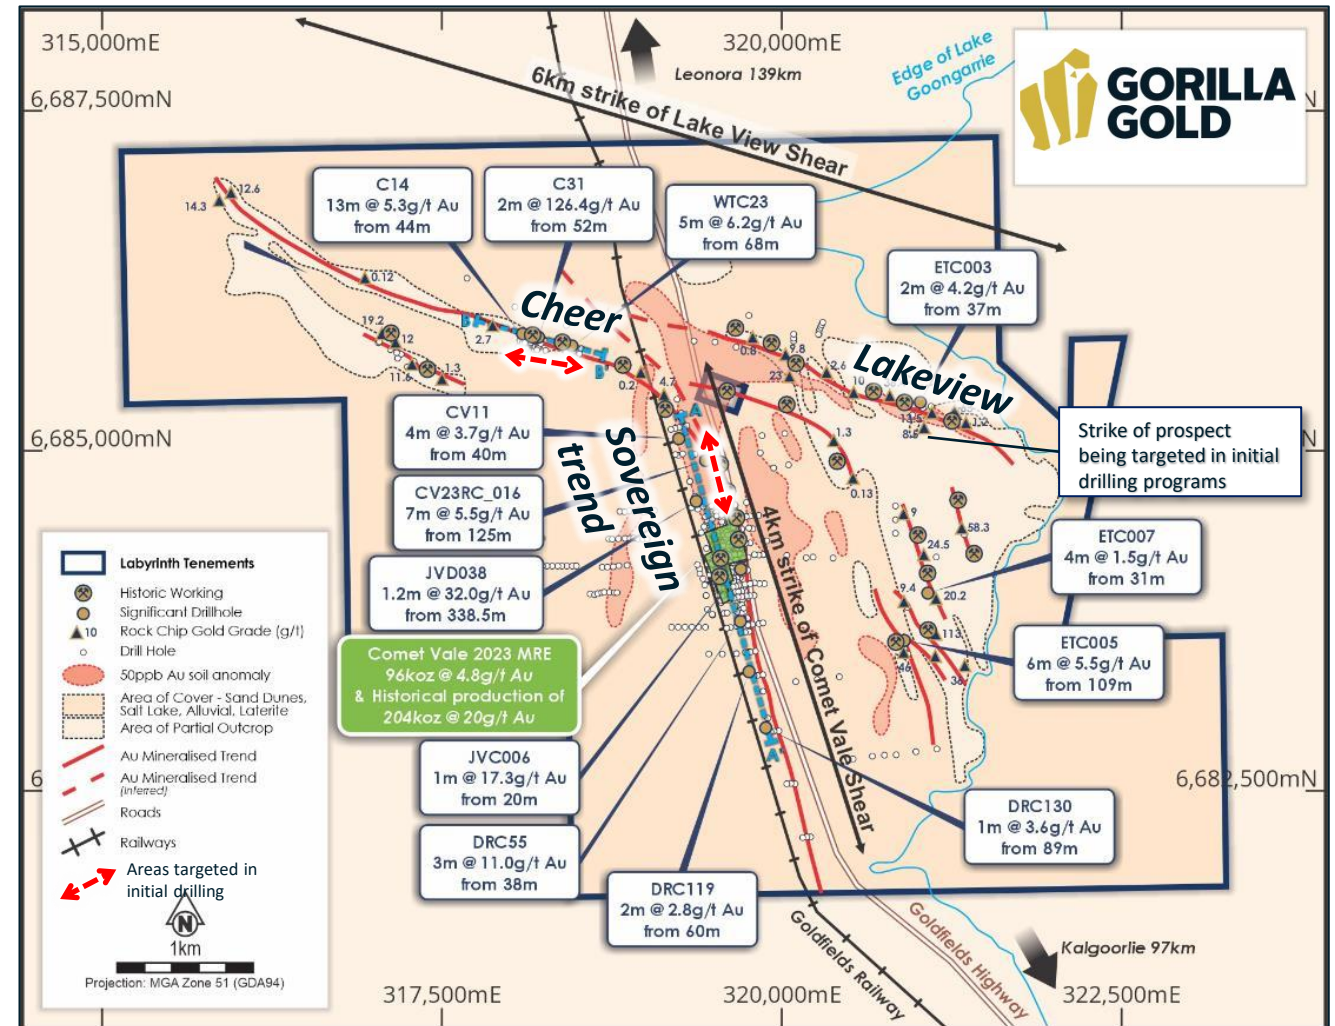 315,000mE
320,000mE
Leonora 139km
Edge of Lake
Goongarrie
GORILLA
GOLD
6,687,500mN
N
6km strike of Lake View Shear
C14
13m @ 5.3g/t Au
from 44m
C31
2m @ 126.4g/t Au
from 52m
WTC23
5m @ 6.2g/t Au
from 68m
ETC003
2m @ 4.2g/t Au
from 37m
12.6
14.3
0.12
19.2
12
11.6
1.3
2.7
B'
B
Cheer
0.2
4.7
0.8
9.8
23
2.6
10
Lakeview
13.5
1.2
8.5
1.3
0.13
A
Strike of prospect
being targeted in initial
drilling programs
6,685,000mN
N
CV11
4m @ 3.7g/t Au
from 40m
CV23RC_016
7m @ 5.5g/t Au
from 125m
JVD038
1.2m @ 32.0g/t Au
from 338.5m
Sovereign
trend
4km strike of Comet Vale Shear
9
58.3
24.5
9.4
20.2
113
46
36
ETC007
4m @ 1.5g/t Au
from 31m
ETC005
6m @ 5.5g/t Au
from 109m
Comet Vale 2023 MRE
96koz @ 4.8g/t Au
& Historical production of
204koz @ 20g/t Au
JVC006
1m @ 17.3g/t Au
from 20m
DRC55
3m @ 11.0g/t Au
from 38m
DRC119
2m @ 2.8g/t Au
from 60m
DRC130
1m @ 3.6g/t Au
from 89m
A'
6
6,682,500mN
Labyrinth Tenements
Historic Working
Significant Drillhole
10 Rock Chip Gold Grade (g/t)
Drill Hole
50ppb Au soil anomaly
Area of Cover - Sand Dunes,
Salt Lake, Alluvial, Laterite
Area of Partial Outcrop
Au Mineralised Trend
Au Mineralised Trend
(inferred)
Roads
Railways
Areas targeted in
initial drilling
N
1km
Projection: MGA Zone 51 (GDA94)
Goldfields Railway
Goldfields Highway
Kalgoorlie 97km
317,500mE
320,000mE
322,500mE